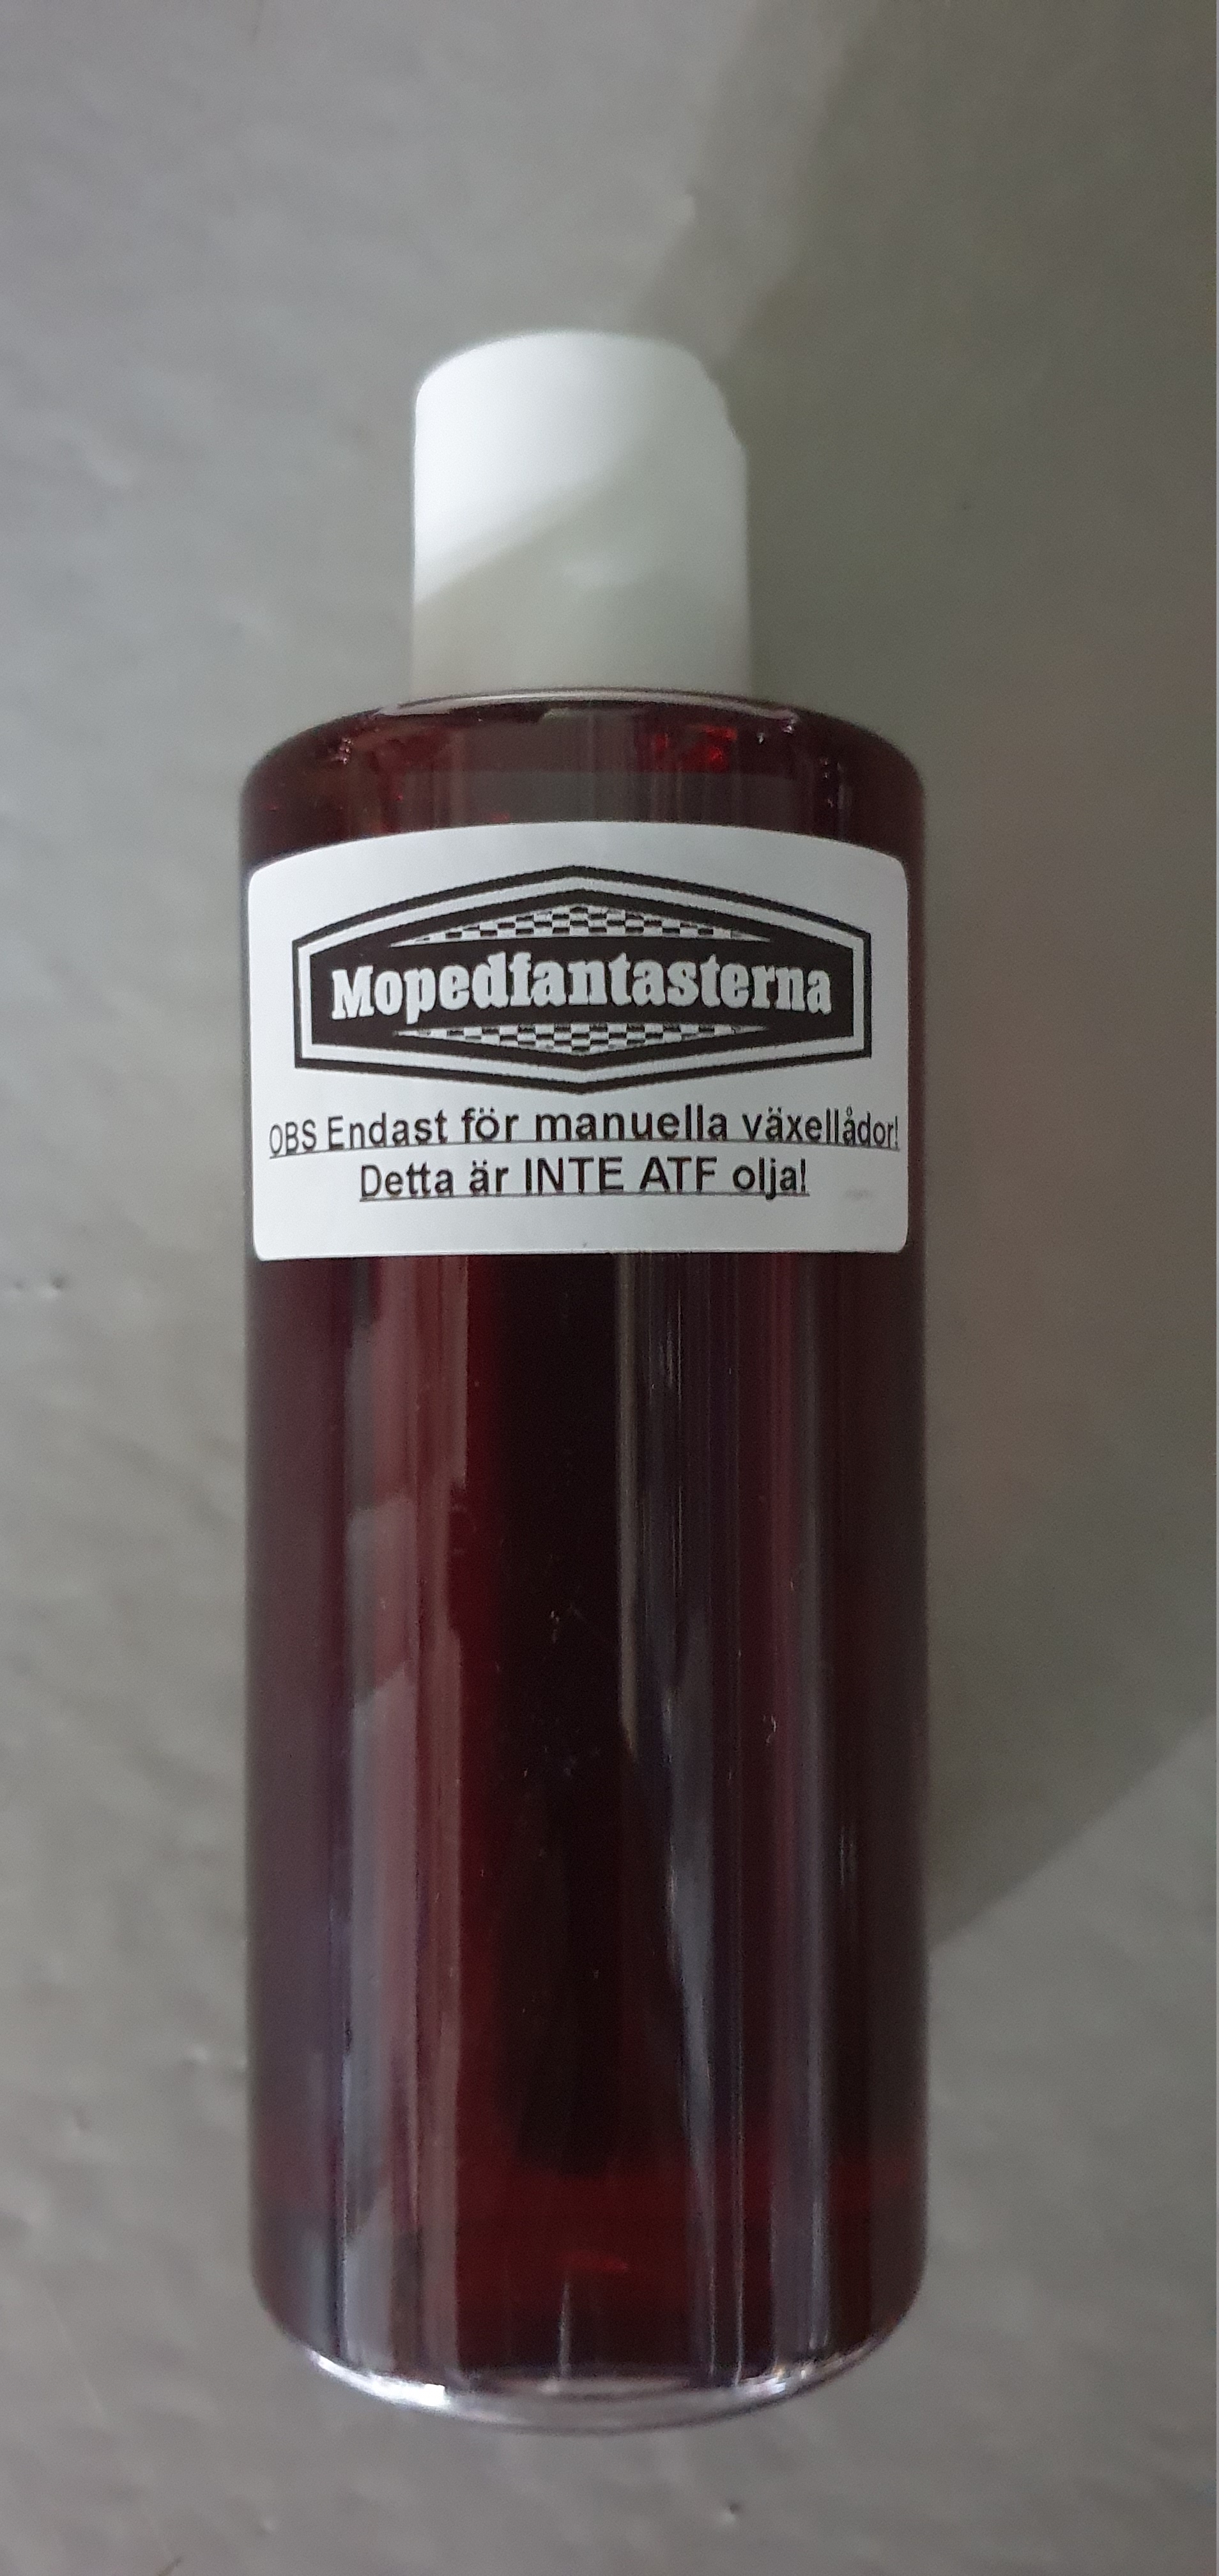 Mopedfantasterna
OBS Endast för manuella växellådor!
Detta är INTE ATF olja!